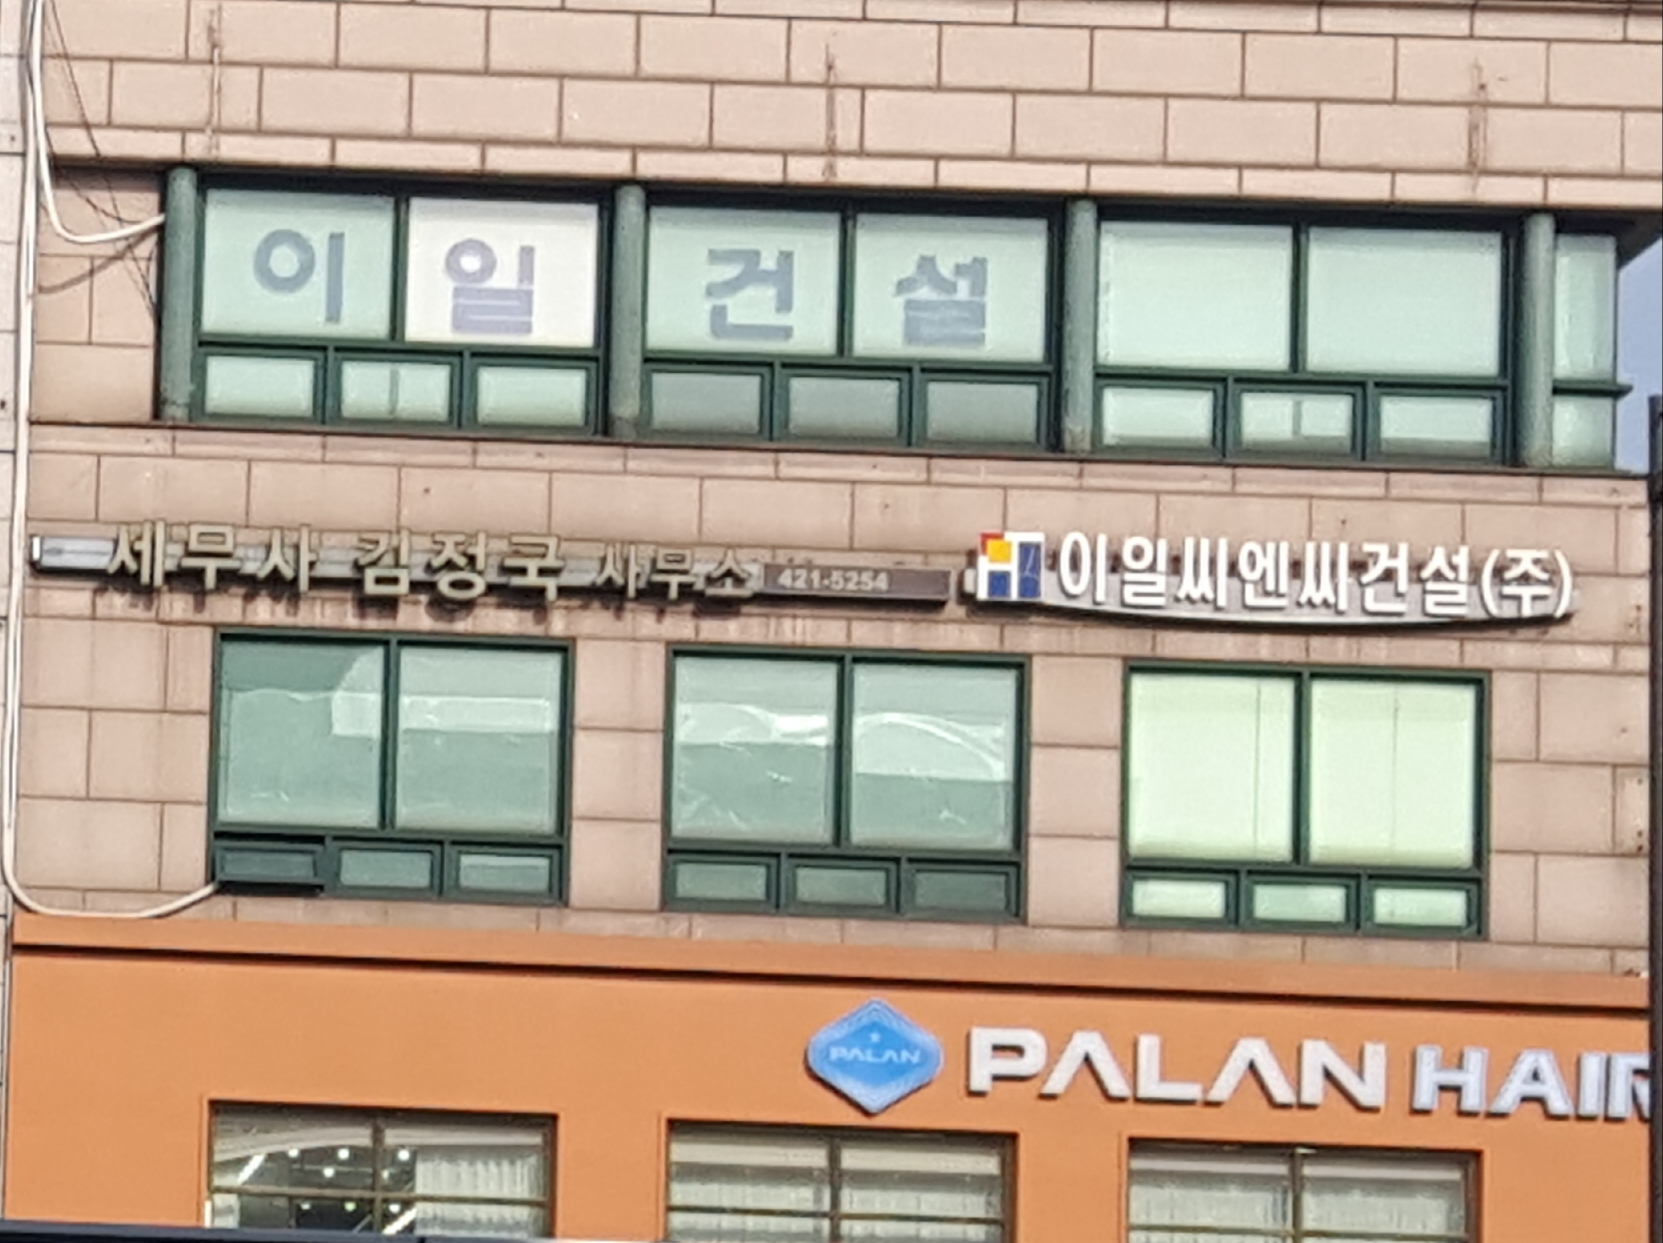 이일 건설
세무사 김정국 사무소 421-5254
이일씨엔씨건설(주)
PALAN
PALAN HAIR